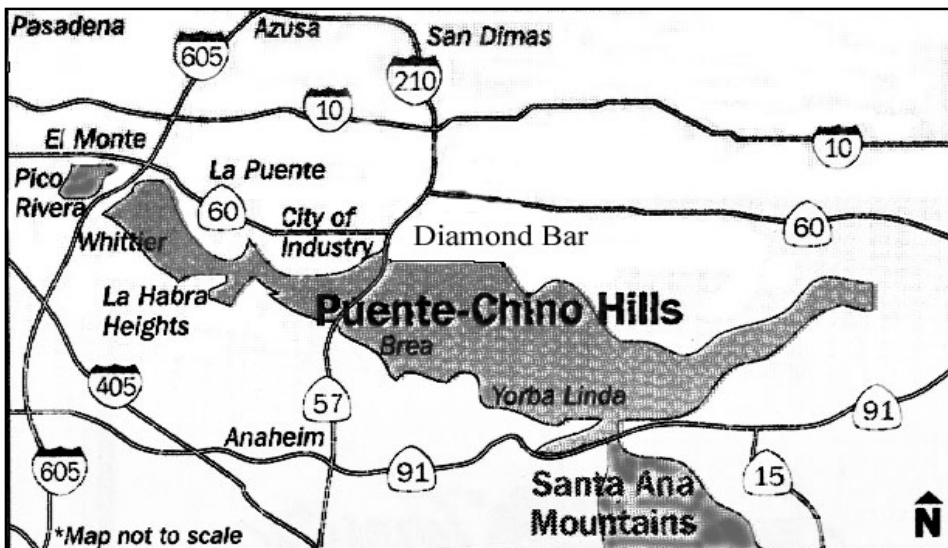 Pasadena
Azusa
San Dimas
605
210
10
10
El Monte
Pico
Rivera
La Puente
60
City of
Industry
60
Whittier
Diamond Bar
La Habra
Heights
Puente-Chino Hills
Brea
405
57
Yorba Linda
91
Anaheim
605
91
Santa Ana
Mountains
15
*Map not to scale
N